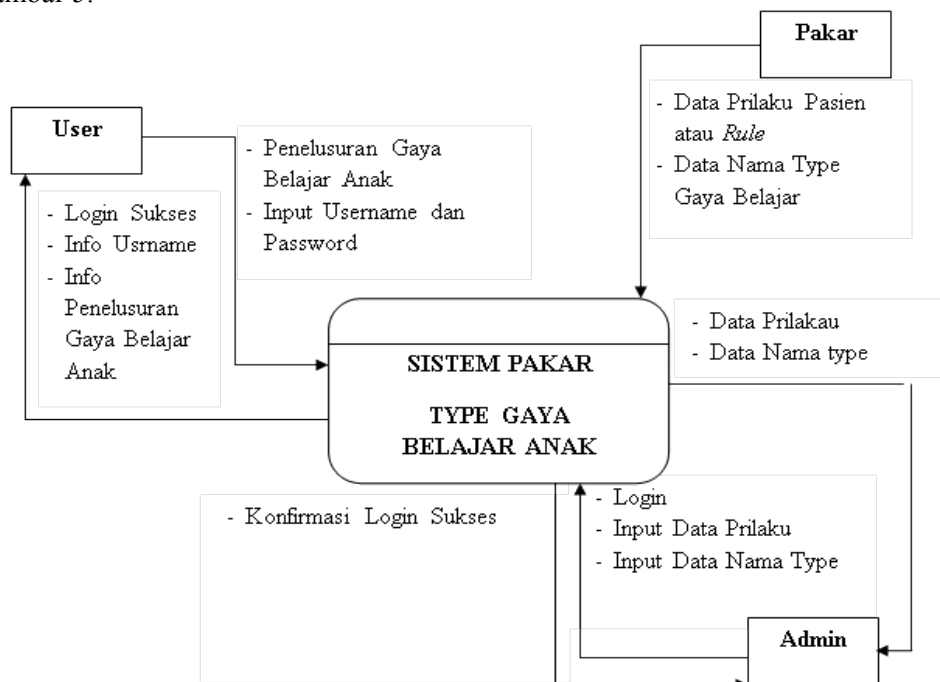 Pakar
- Data Prilaku Pasien
atau Rule
- Data Nama Type
Gaya Belajar
User
- Penelusuran Gaya
Belajar Anak
- Input Username dan
Password
- Login Sukses
- Info Usrname
- Info
Penelusuran
Gaya Belajar
Anak
- Data Prilakau
- Data Nama type
SISTEM PAKAR
TYPE GAYA
BELAJAR ANAK
- Konfirmasi Login Sukses
- Login
- Input Data Prilaku
- Input Data Nama Type
Admin